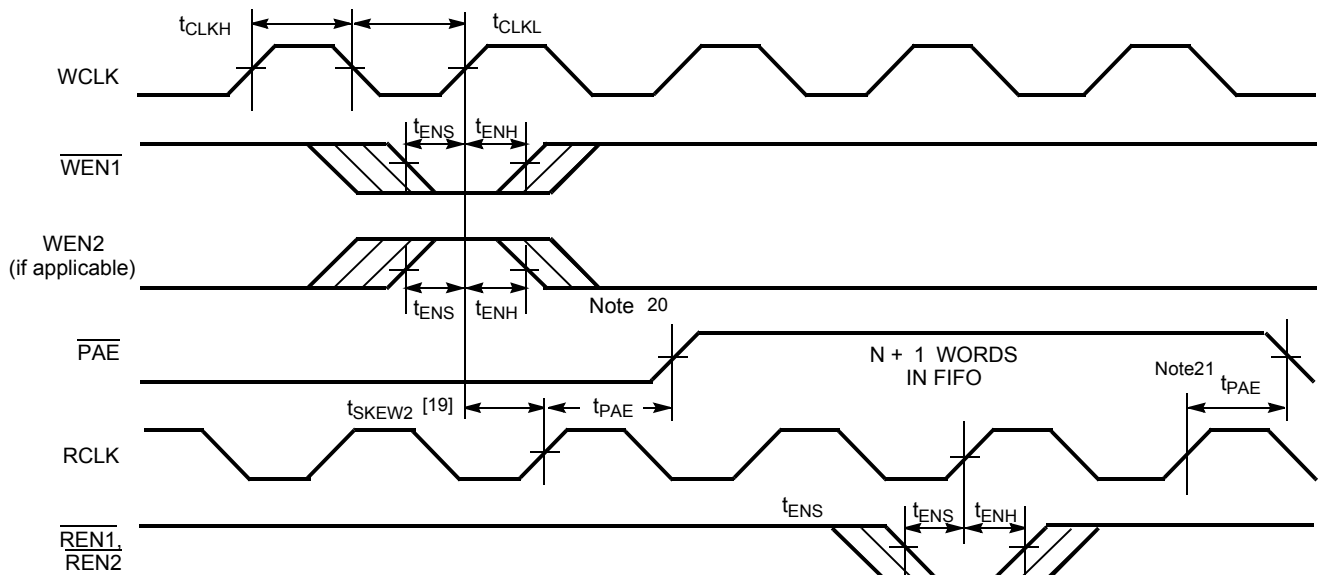 tCLKH
tCLKL
WCLK
tENS tENH
WEN1
WEN2
(if applicable)
tENS tENH
Note 20
PAE
N + 1 WORDS
IN FIFO
Note21
tPAE
tSKEW2 [19]
tPAE
RCLK
tENS
tENS tENH
REN1,
REN2